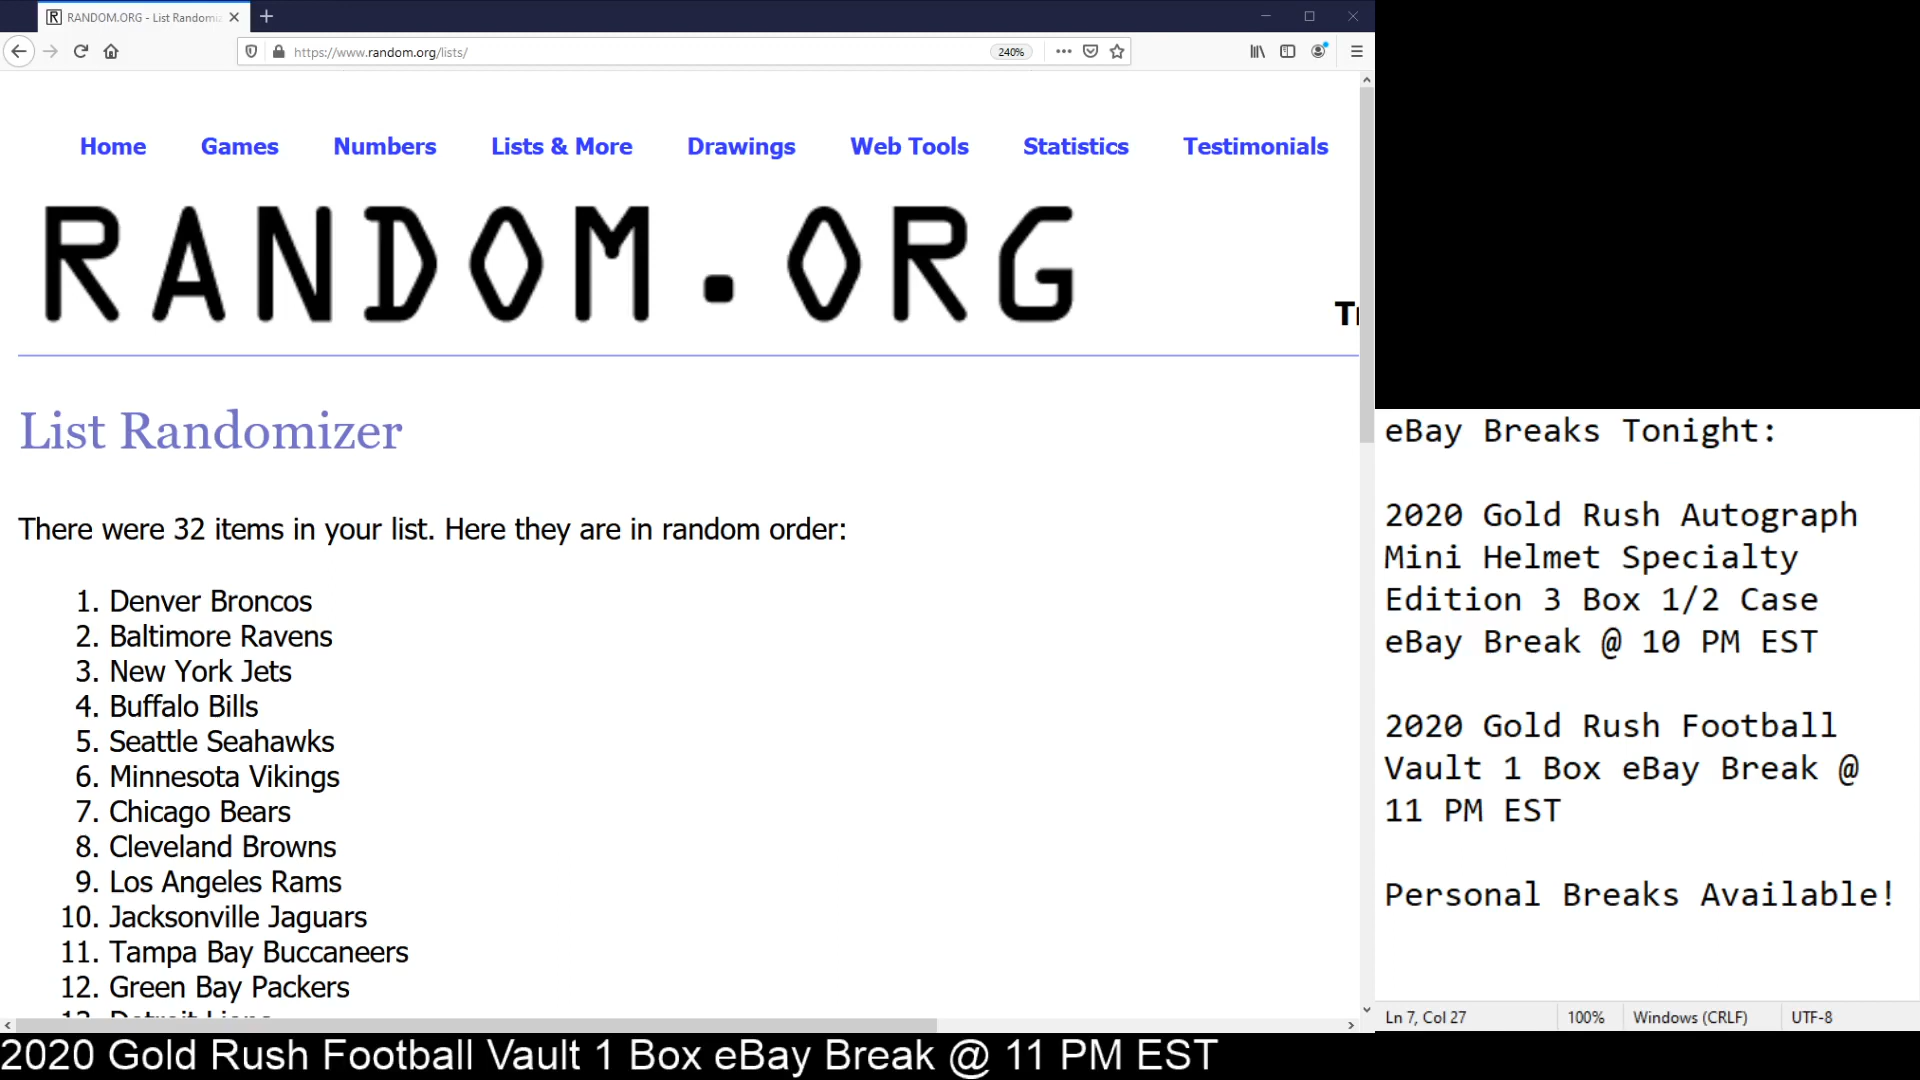 RANDOM.ORG - List Randomi
https://www.random.org/lists/
240%
Home Games Numbers Lists & More Drawings Web Tools Statistics Testimonials
RANDOM.ORG
List Randomizer
There were 32 items in your list. Here they are in random order:
1. Denver Broncos
2. Baltimore Ravens
3. New York Jets
4. Buffalo Bills
5. Seattle Seahawks
6. Minnesota Vikings
7. Chicago Bears
8. Cleveland Browns
9. Los Angeles Rams
10. Jacksonville Jaguars
11. Tampa Bay Buccaneers
12. Green Bay Packers
eBay Breaks Tonight:
2020 Gold Rush Autograph
Mini Helmet Specialty
Edition 3 Box 1/2 Case
eBay Break @ 10 PM EST
2020 Gold Rush Football
Vault 1 Box eBay Break @
11 PM EST
Personal Breaks Available!
Ln 7, Col 27 100% Windows (CRLF) UTF-8
2020 Gold Rush Football Vault 1 Box eBay Break @ 11 PM EST